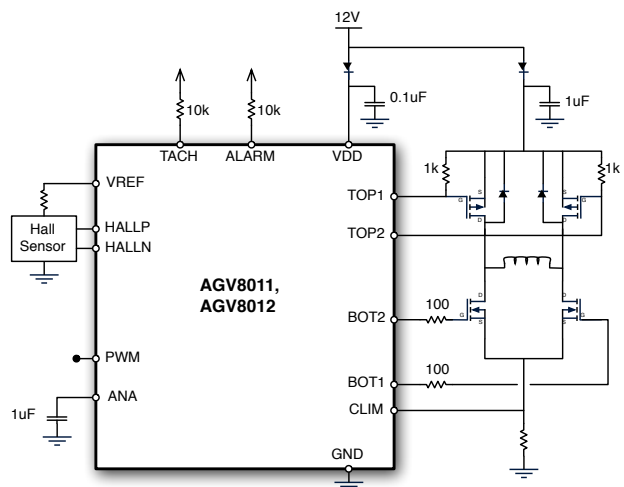 12V
0.1uF
1uF
10k
10k
TACH
ALARM
VDD
1k
1k
VREF
TOP1
G
S
D
S
G
D
Hall
Sensor
HALLP
HALLN
TOP2
AGV8011,
AGV8012
BOT2
100
G
D
S
D
G
S
PWM
BOT1
100
ANA
CLIM
1uF
GND